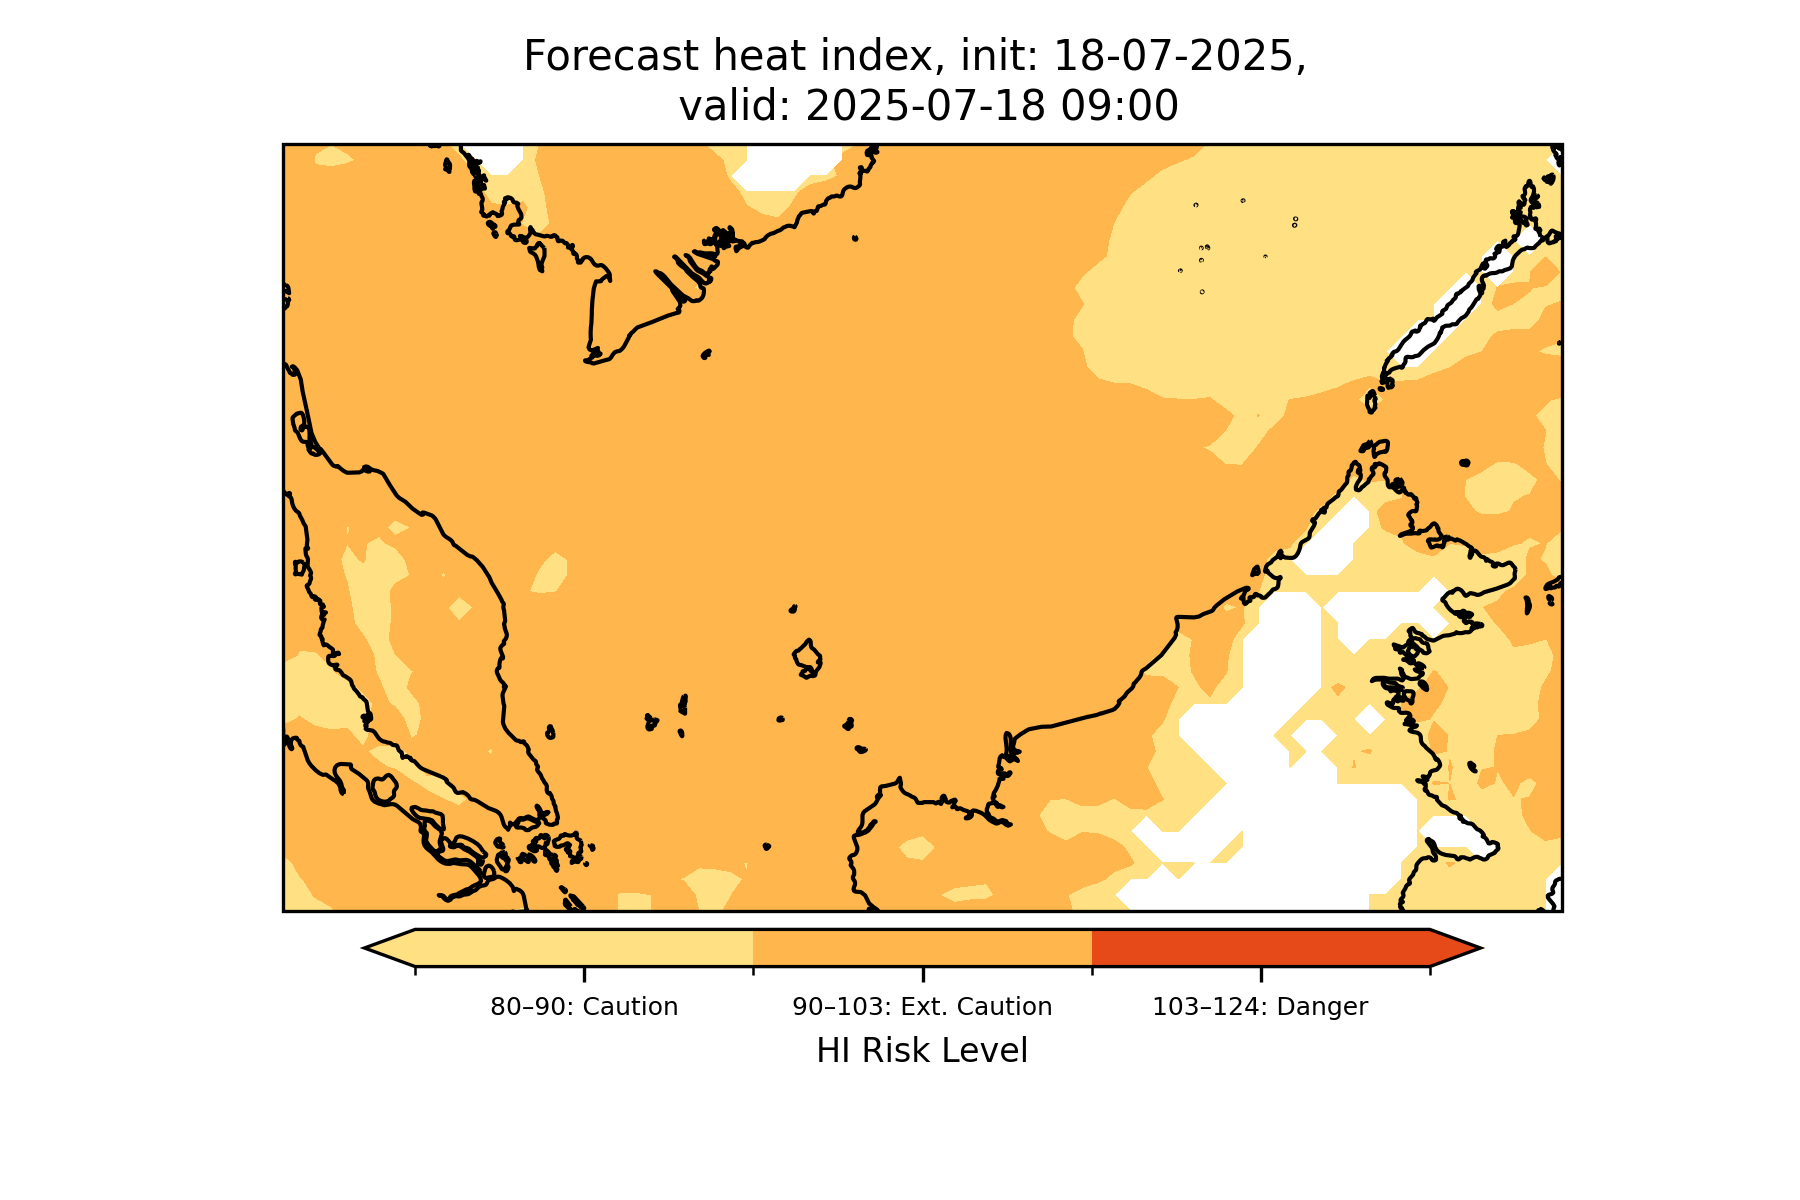 Forecast heat index, init: 18-07-2025,
valid: 2025-07-18 09:00
80–90: Caution
90–103: Ext. Caution
103–124: Danger
HI Risk Level